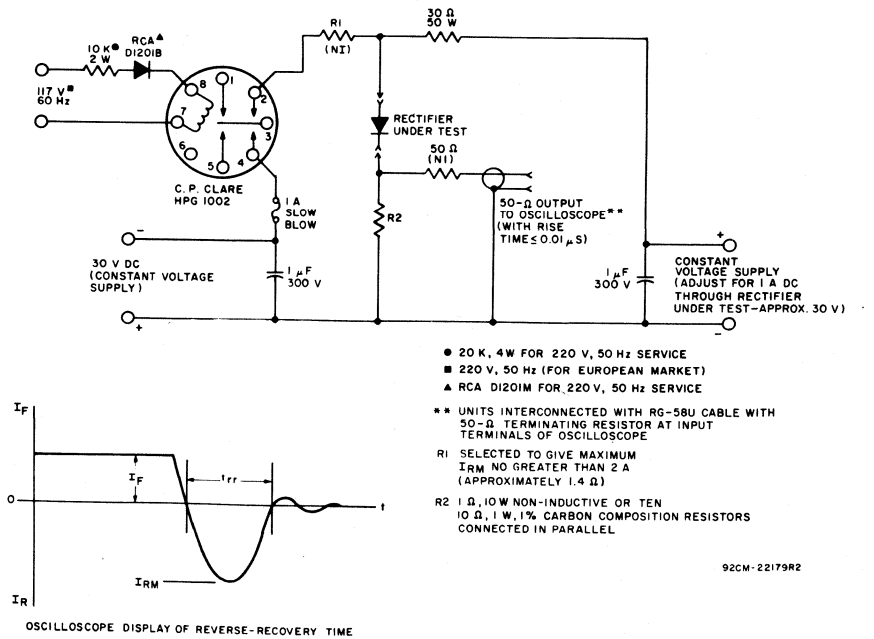 10 K●
2 W
RCA▲
D1201B
117 V■
60 Hz
8
1
2
7
3
6
5
4
C.P. CLARE
HPG 1002
R1
(NI)
30 Ω
50 W
RECTIFIER
UNDER TEST
50 Ω
(NI)
R2
50-Ω OUTPUT
TO OSCILLOSCOPE**
(WITH RISE
TIME ≤ 0.01 μS)
1 A
SLOW
BLOW
-
30 V DC
(CONSTANT VOLTAGE
SUPPLY)
+
1 μF
300 V
1 μF
300 V
+
CONSTANT
VOLTAGE SUPPLY
(ADJUST FOR 1 A DC
THROUGH RECTIFIER
UNDER TEST-APPROX. 30 V)
-
● 20 K, 4W FOR 220 V, 50 Hz SERVICE
■ 220 V, 50 Hz (FOR EUROPEAN MARKET)
▲ RCA D1201M FOR 220 V, 50 Hz SERVICE
** UNITS INTERCONNECTED WITH RG-58U CABLE WITH
50-Ω TERMINATING RESISTOR AT INPUT
TERMINALS OF OSCILLOSCOPE
R1 SELECTED TO GIVE MAXIMUM
IRM NO GREATER THAN 2 A
(APPROXIMATELY 1.4 Ω)
R2 1 Ω, 10 W NON-INDUCTIVE OR TEN
10 Ω, 1 W, 1% CARBON COMPOSITION RESISTORS
CONNECTED IN PARALLEL
92CM-22179R2
IF
IF
trr
0
t
IRM
IR
OSCILLOSCOPE DISPLAY OF REVERSE-RECOVERY TIME